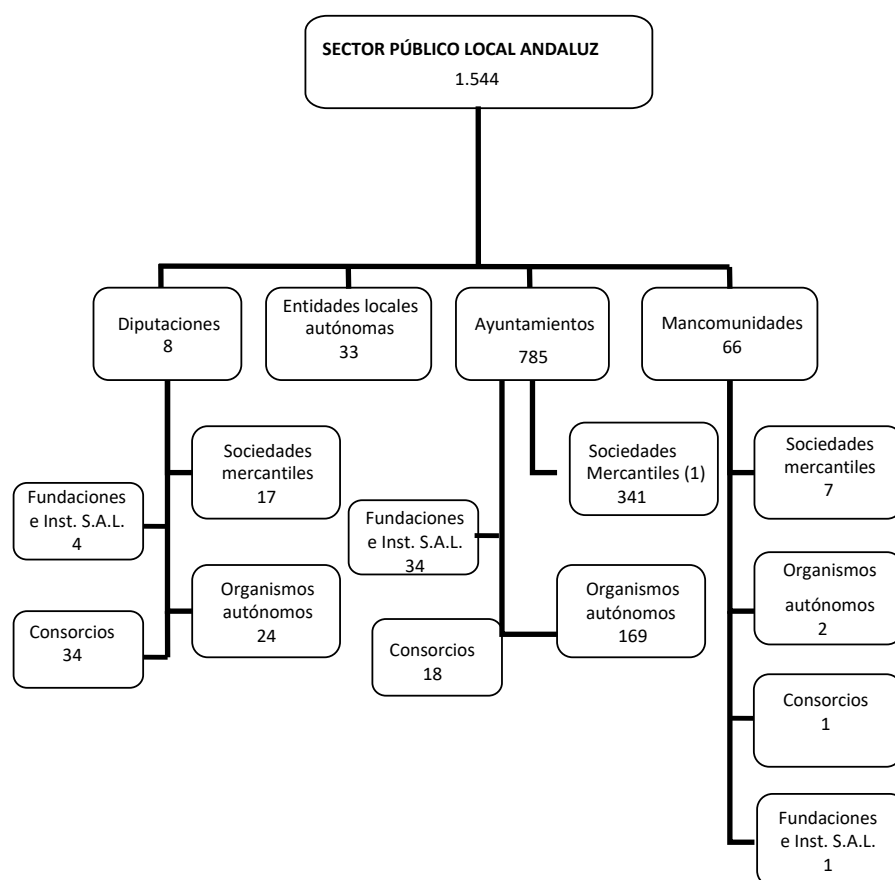 SECTOR PÚBLICO LOCAL ANDALUZ
1.544
Diputaciones
8
Entidades locales
autónomas
33
Ayuntamientos
785
Mancomunidades
66
Sociedades
mercantiles
17
Fundaciones
e Inst. S.A.L.
4
Organismos
autónomos
24
Consorcios
34
Sociedades
Mercantiles (1)
341
Fundaciones
e Inst. S.A.L.
34
Organismos
autónomos
169
Consorcios
18
Sociedades
mercantiles
7
Organismos
autónomos
2
Consorcios
1
Fundaciones
e Inst. S.A.L.
1